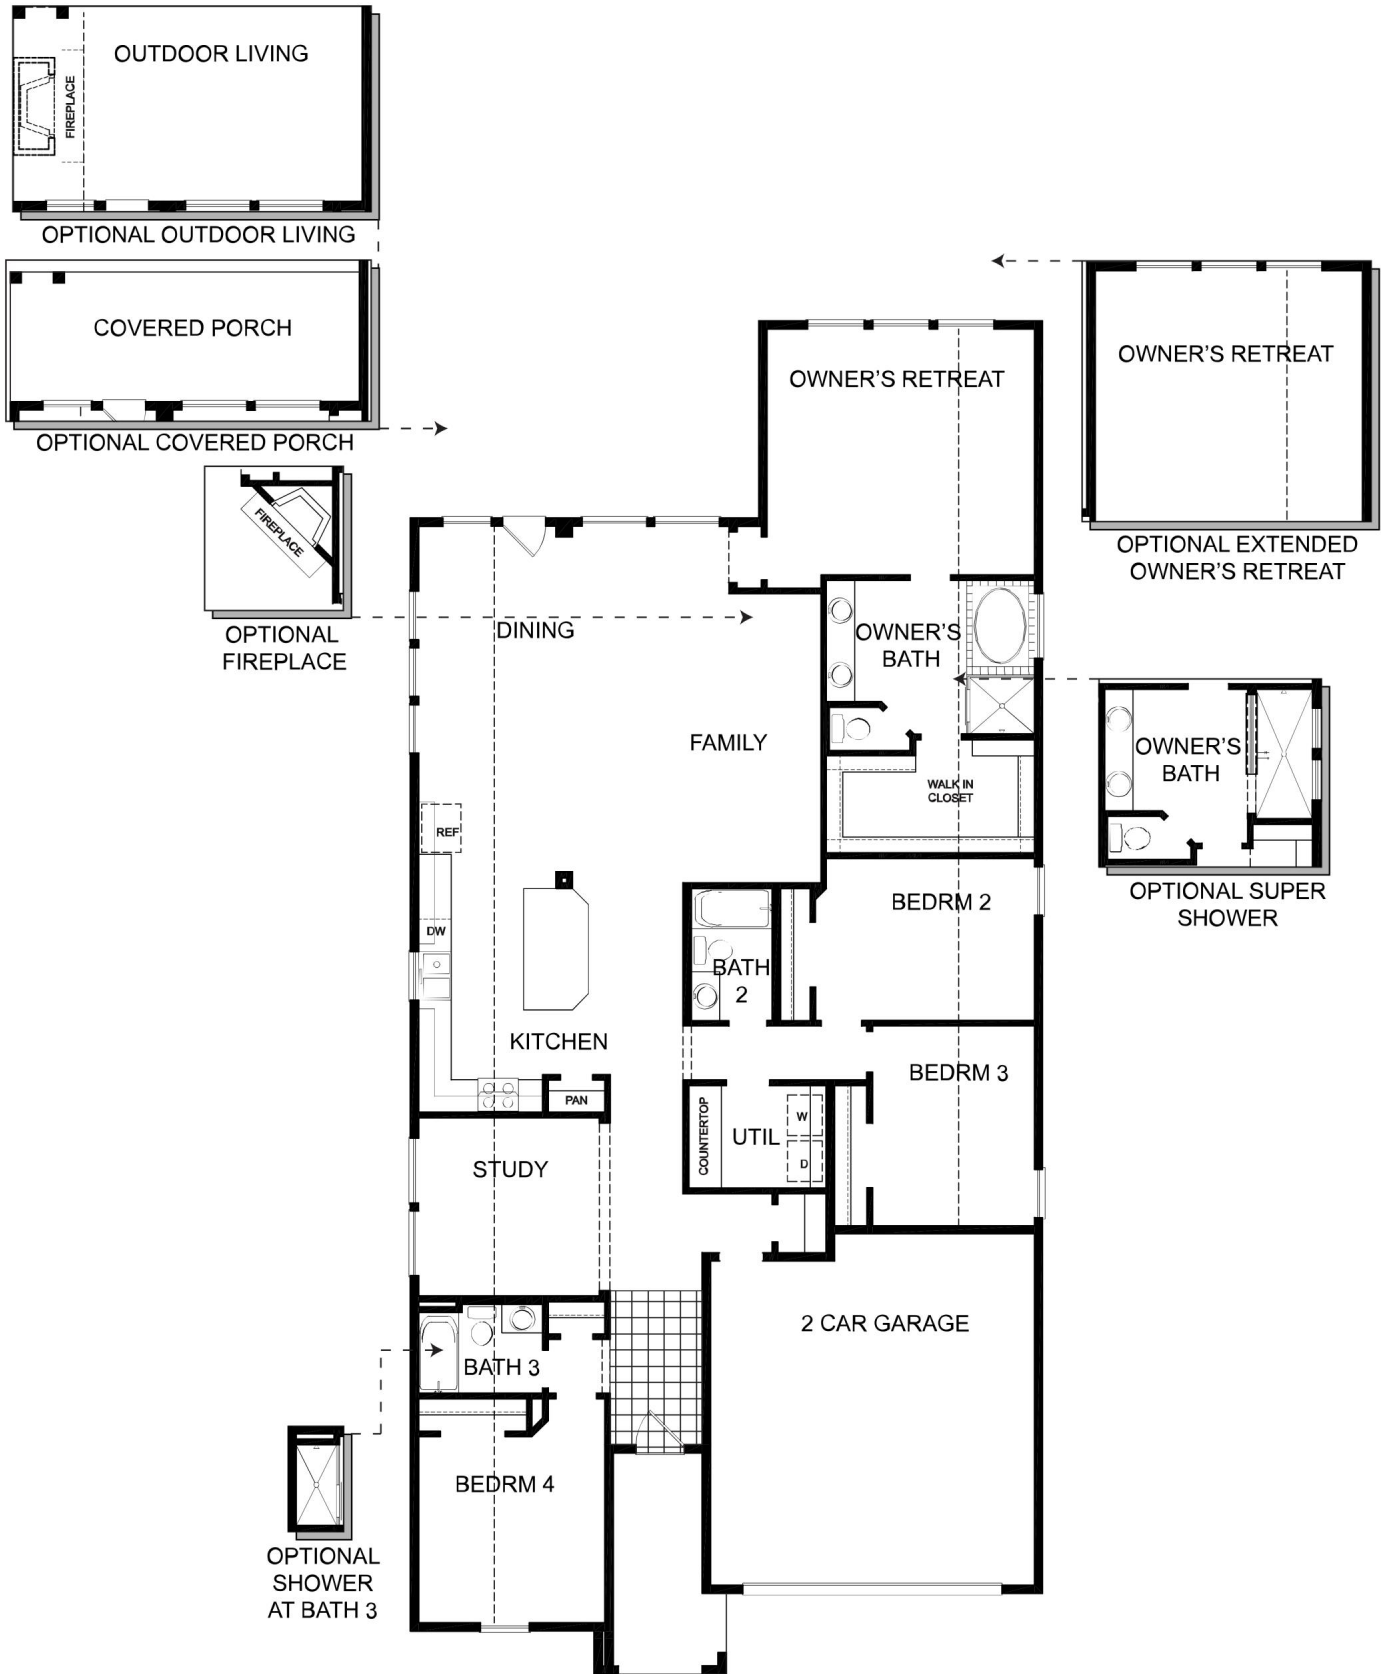 OUTDOOR LIVING
FIREPLACE
OPTIONAL OUTDOOR LIVING
COVERED PORCH
OPTIONAL COVERED PORCH
FIREPLACE
OPTIONAL
FIREPLACE
OWNER'S RETREAT
OWNER'S RETREAT
OPTIONAL EXTENDED
OWNER'S RETREAT
DINING
OWNER'S
BATH
FAMILY
WALK IN
CLOSET
OWNER'S
BATH
OPTIONAL SUPER
SHOWER
REF
DW
BEDRM 2
BATH
2
KITCHEN
PAN
BEDRM 3
COUNTERTOP
UTIL
W
D
STUDY
2 CAR GARAGE
BATH 3
BEDRM 4
OPTIONAL
SHOWER
AT BATH 3